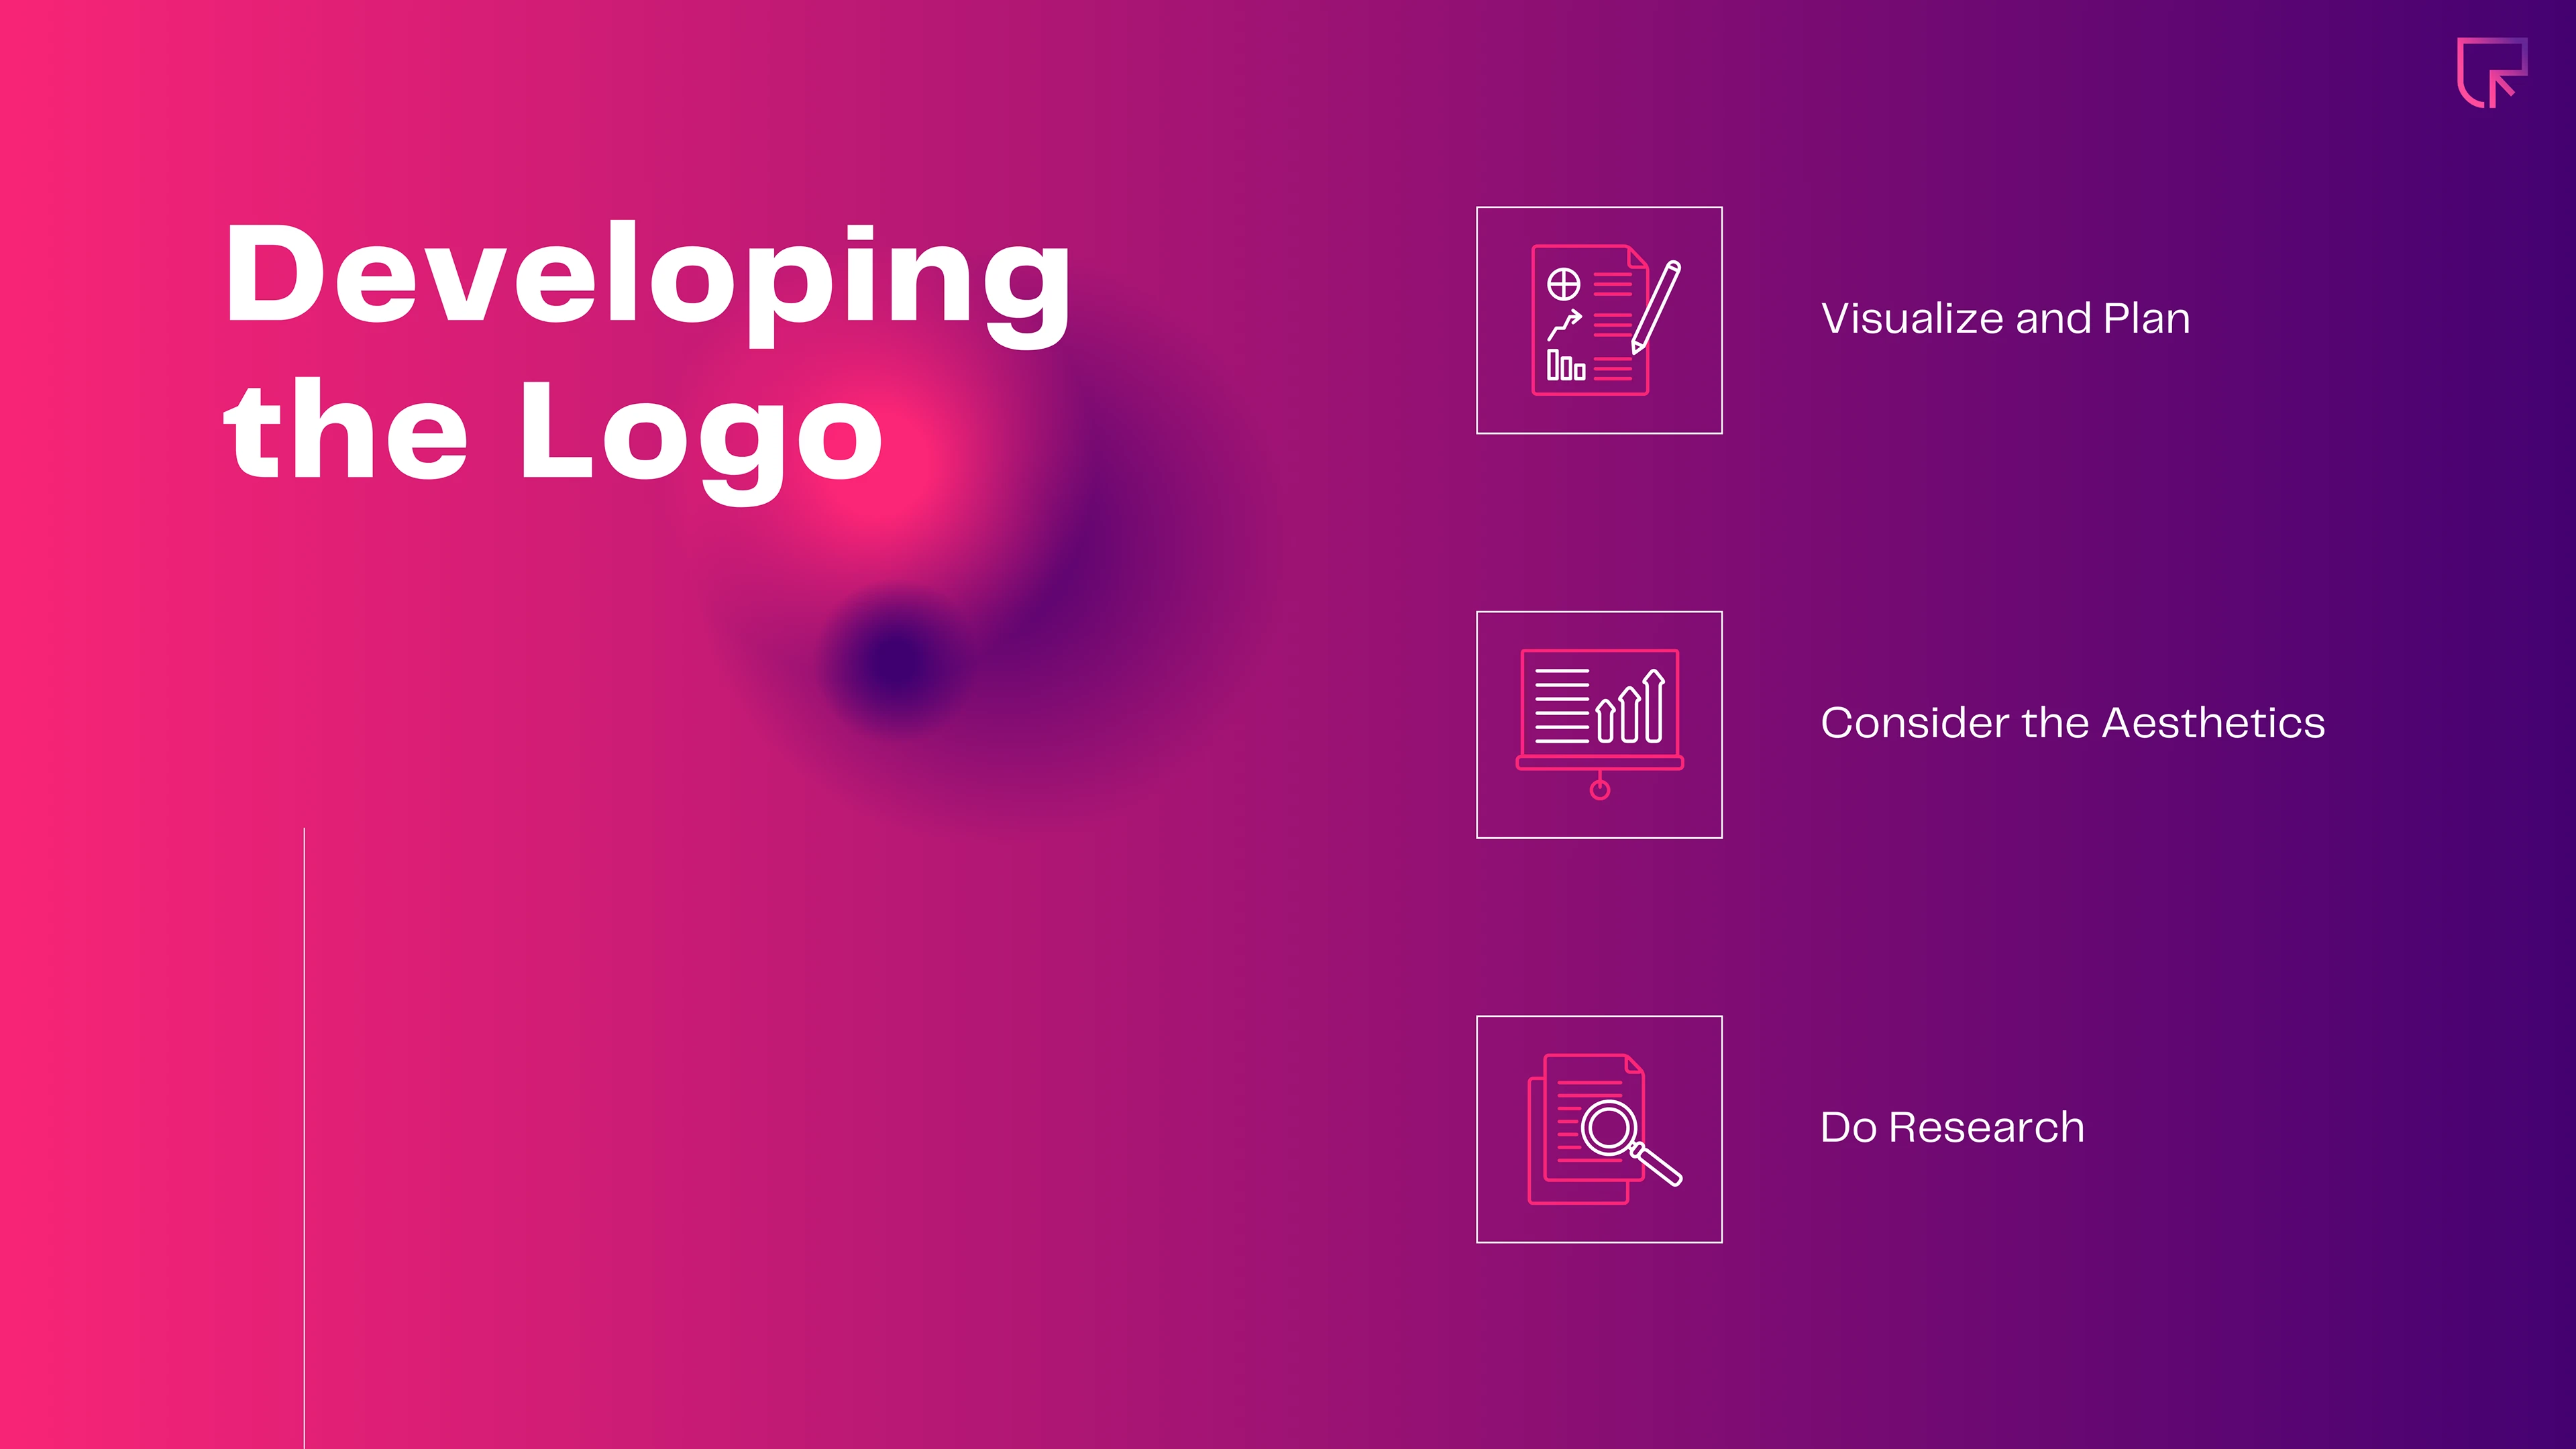 Developing
the Logo
Visualize and Plan
Consider the Aesthetics
Do Research